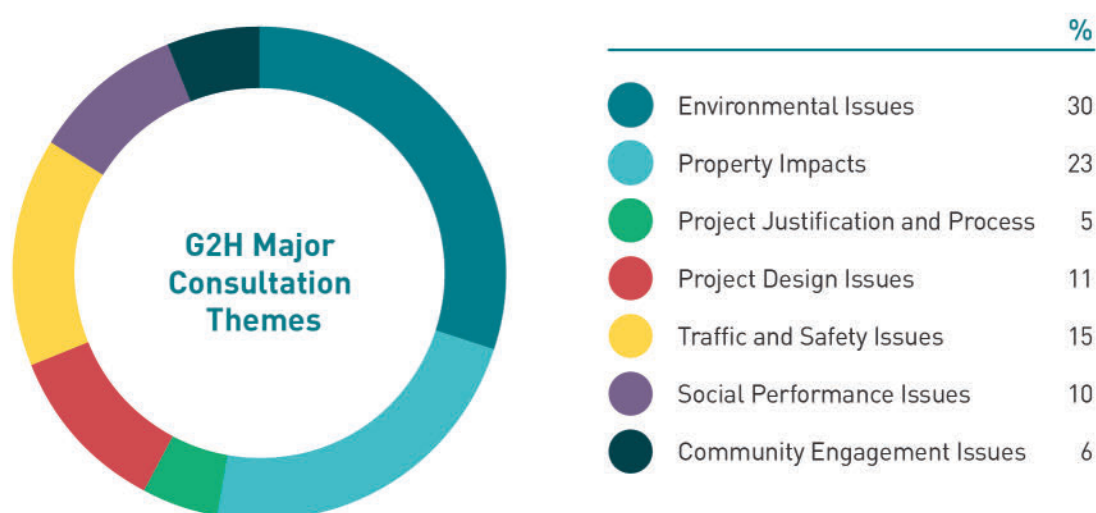 G2H Major
Consultation
Themes
%
Environmental Issues 30
Property Impacts 23
Project Justification and Process 5
Project Design Issues 11
Traffic and Safety Issues 15
Social Performance Issues 10
Community Engagement Issues 6